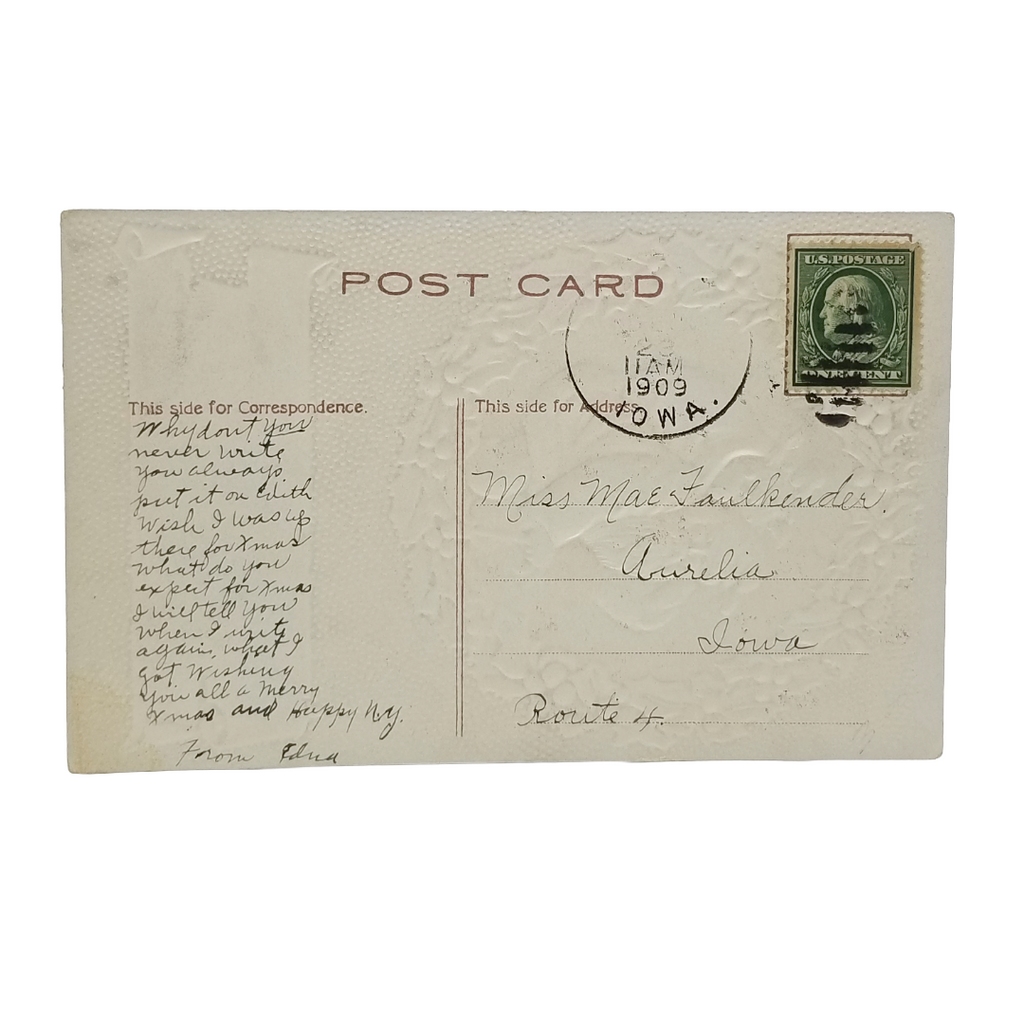 POST CARD
U.S. POSTAGE
ONE CENT
11 AM
1909
IOWA.
This side for Correspondence.
This side for Address.
Why dont you
never write
you always
put it on Edith
Wish I was up
there for Xmas
what do you
expect for Xmas
I will tell You
when I write
again, what I
got Wishing
you all a Merry
Xmas and Happy N.Y.
From Edna
Miss Mae Faulkender.
Aurelia
Iowa
Route 4.